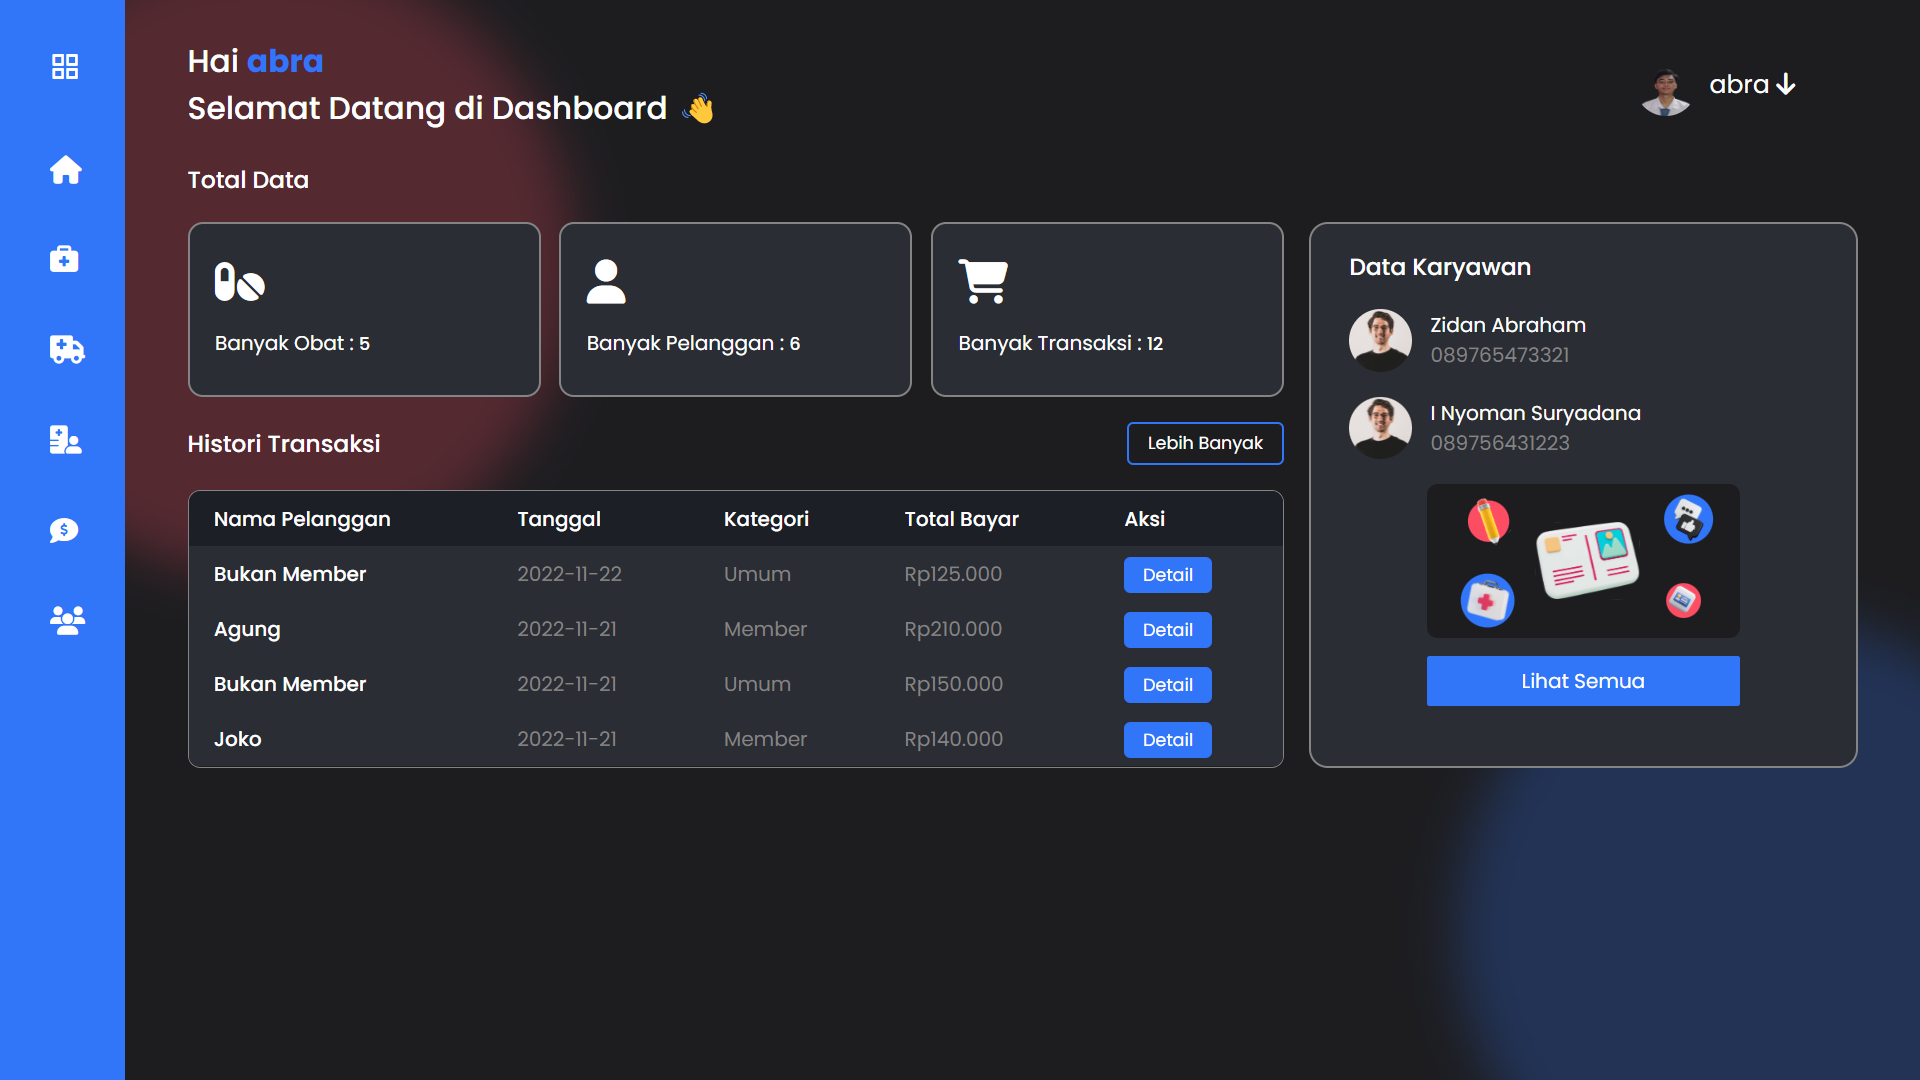 Hai abra
Selamat Datang di Dashboard 👋
abra
Total Data
Banyak Obat : 5
Banyak Pelanggan : 6
Banyak Transaksi : 12
Histori Transaksi
Lebih Banyak
Nama Pelanggan Tanggal Kategori Total Bayar Aksi
Bukan Member 2022-11-22 Umum Rp125.000 Detail
Agung 2022-11-21 Member Rp210.000 Detail
Bukan Member 2022-11-21 Umum Rp150.000 Detail
Joko 2022-11-21 Member Rp140.000 Detail
Data Karyawan
Zidan Abraham
089765473321
I Nyoman Suryadana
089756431223
Lihat Semua